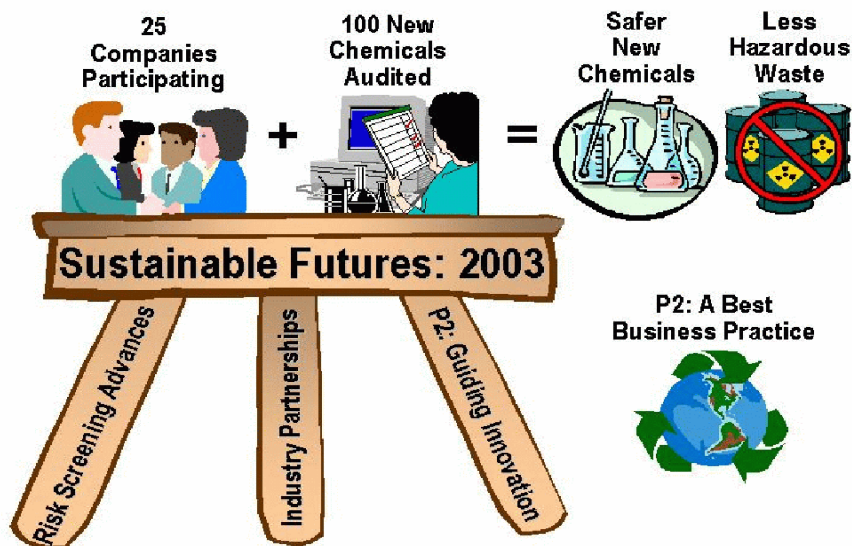 25
Companies
Participating
100 New
Chemicals
Audited
Safer
New
Chemicals
Less
Hazardous
Waste
+
=
Sustainable Futures: 2003
Risk Screening Advances
Industry Partnerships
P2: Guiding Innovation
P2: A Best
Business Practice